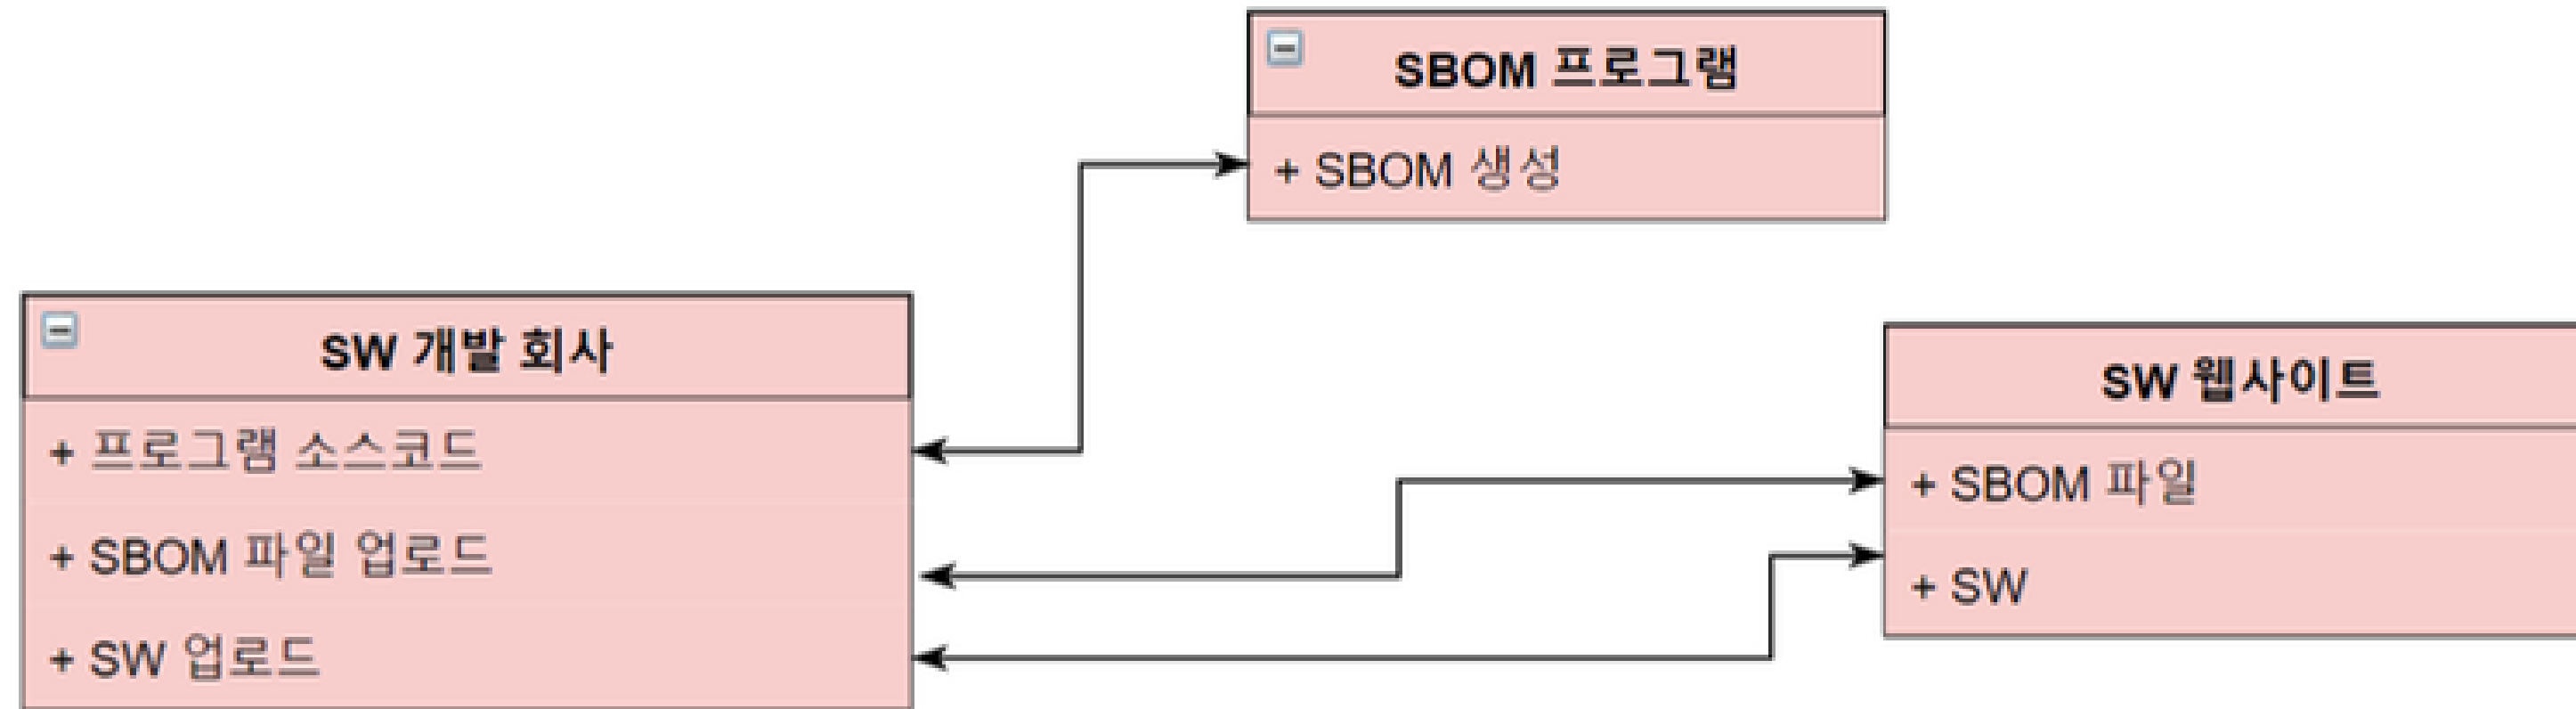 SBOM 프로그램
+ SBOM 생성
SW 개발 회사
+ 프로그램 소스코드
+ SBOM 파일 업로드
+ SW 업로드
SW 웹사이트
+ SBOM 파일
+ SW